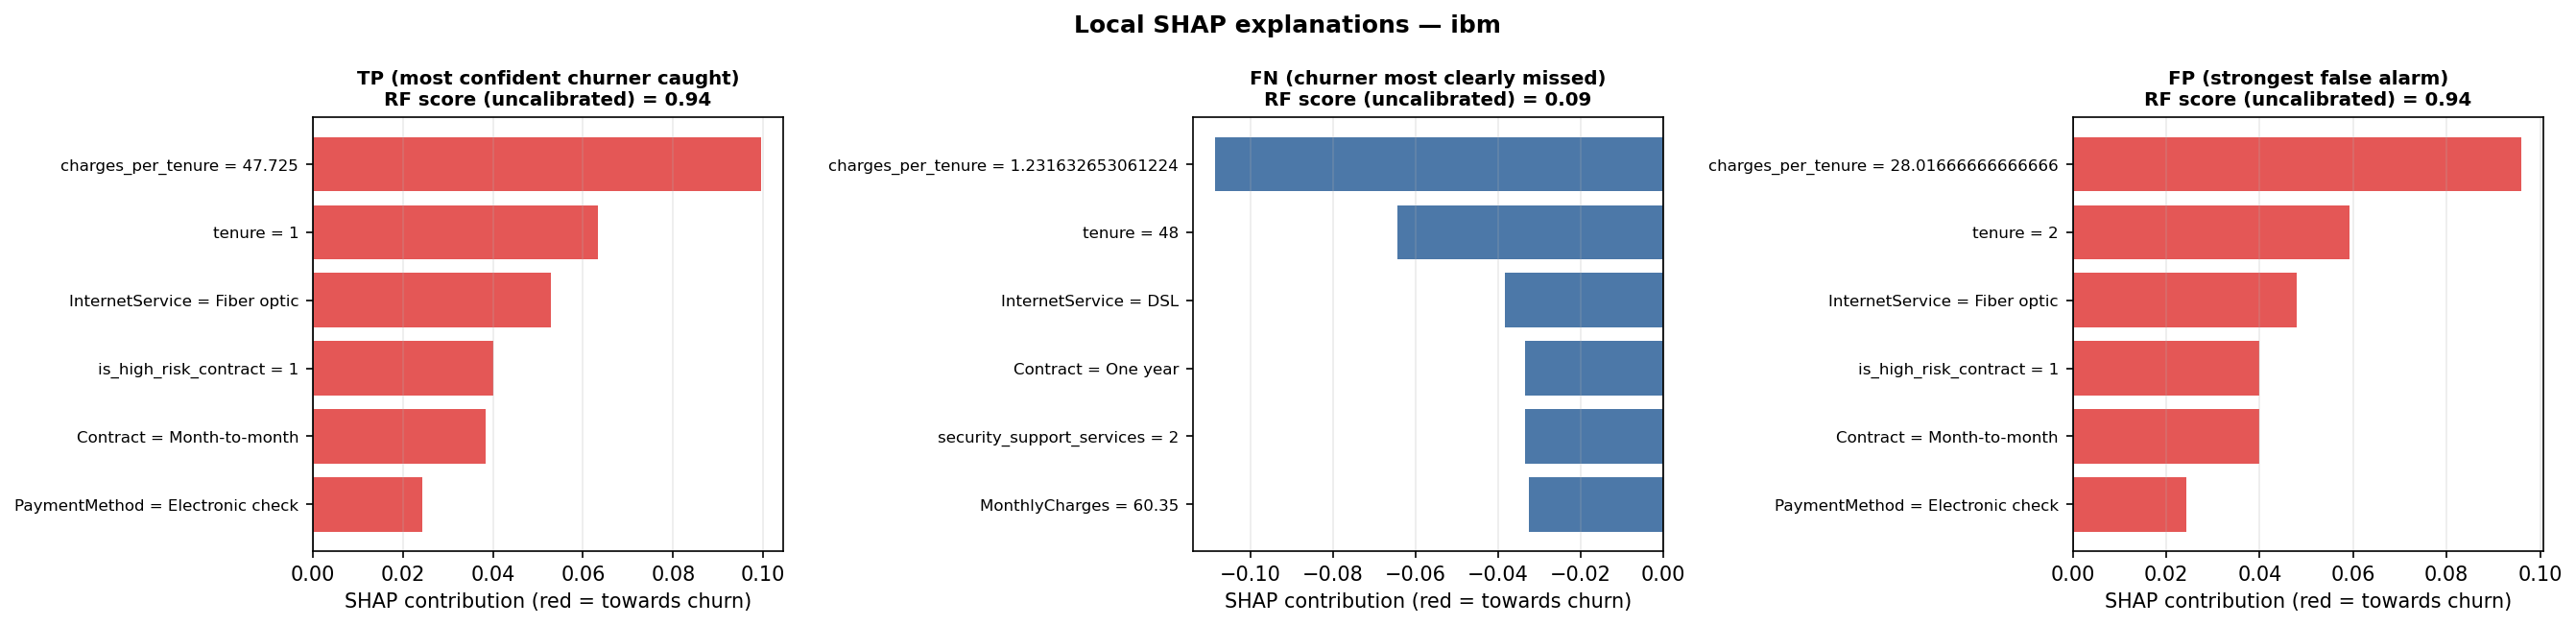 Local SHAP explanations — ibm
TP (most confident churner caught)
RF score (uncalibrated) = 0.94
charges_per_tenure = 47.725
tenure = 1
InternetService = Fiber optic
is_high_risk_contract = 1
Contract = Month-to-month
PaymentMethod = Electronic check
0.00 0.02 0.04 0.06 0.08 0.10
SHAP contribution (red = towards churn)
FN (churner most clearly missed)
RF score (uncalibrated) = 0.09
charges_per_tenure = 1.231632653061224
tenure = 48
InternetService = DSL
Contract = One year
security_support_services = 2
MonthlyCharges = 60.35
−0.10 −0.08 −0.06 −0.04 −0.02 0.00
SHAP contribution (red = towards churn)
FP (strongest false alarm)
RF score (uncalibrated) = 0.94
charges_per_tenure = 28.01666666666666
tenure = 2
InternetService = Fiber optic
is_high_risk_contract = 1
Contract = Month-to-month
PaymentMethod = Electronic check
0.00 0.02 0.04 0.06 0.08 0.10
SHAP contribution (red = towards churn)